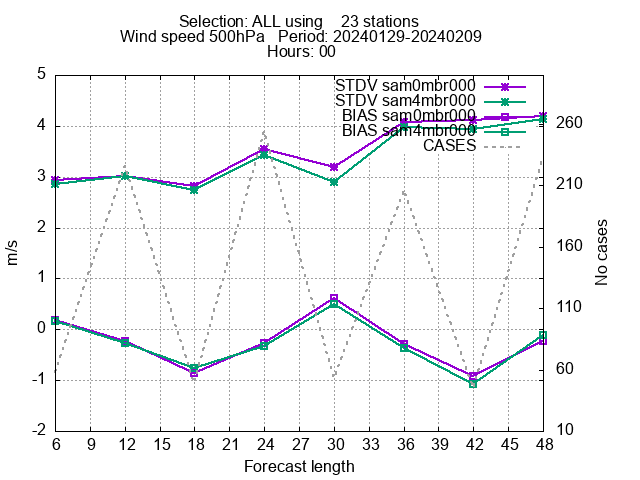 Selection: ALL using 23 stations
Wind speed 500hPa Period: 20240129-20240209
Hours: 00
STDV sam0mbr000
STDV sam4mbr000
BIAS sam0mbr000
BIAS sam4mbr000
CASES
5
4
3
2
1
0
-1
-2
m/s
260
210
160
110
60
10
No cases
6 9 12 15 18 21 24 27 30 33 36 39 42 45 48
Forecast length